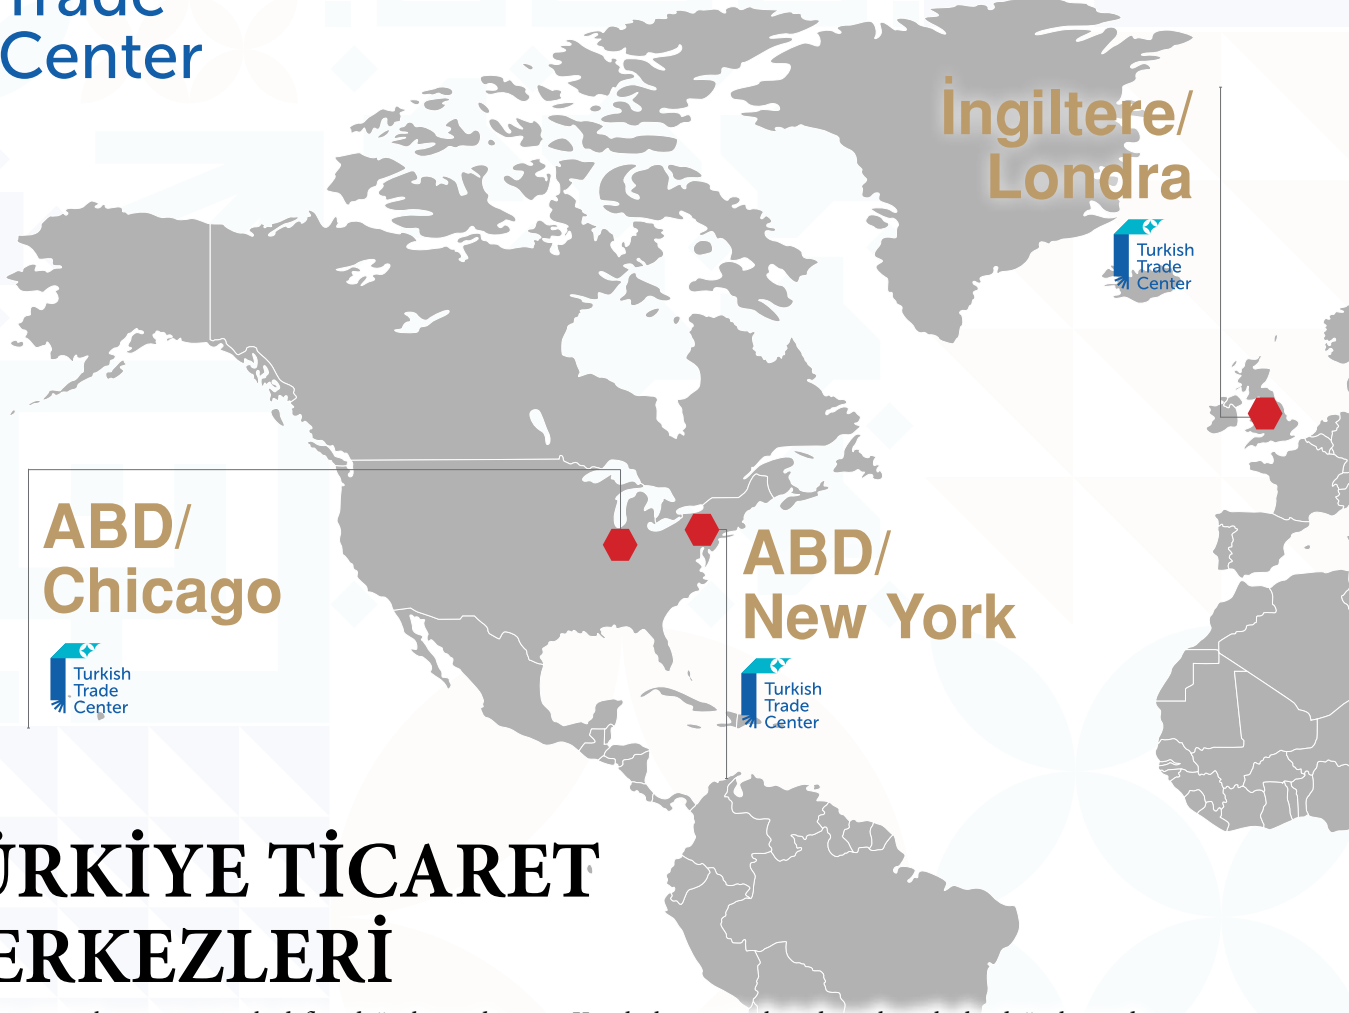 Trade
Center
İngiltere/
Londra
Turkish
Trade
Center
ABD/
Chicago
Turkish
Trade
Center
ABD/
New York
Turkish
Trade
Center
ÜRKİYE TİCARET
ERKEZLERİ